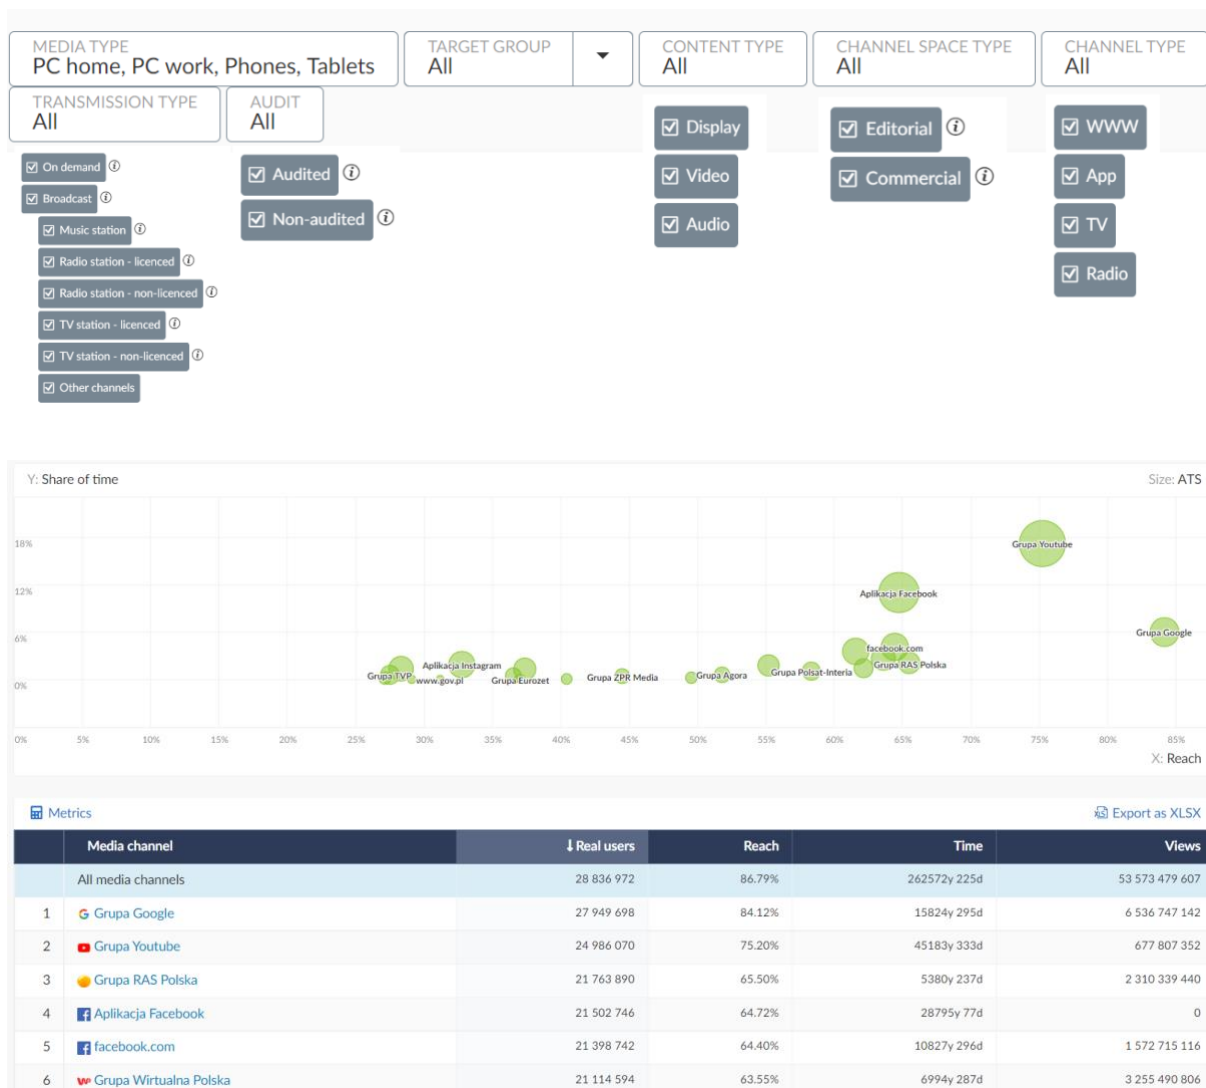 MEDIA TYPE
PC home, PC work, Phones, Tablets
TARGET GROUP
All
CONTENT TYPE
All
CHANNEL SPACE TYPE
All
CHANNEL TYPE
All
TRANSMISSION TYPE
All
AUDIT
All
On demand
Broadcast
Music station
Radio station - licenced
Radio station - non-licenced
TV station - licenced
TV station - non-licenced
Other channels
Audited
Non-audited
Display
Video
Audio
Editorial
Commercial
WWW
App
TV
Radio
Y: Share of time
Size: ATS
18%
12%
6%
0%
Grupa Youtube
Aplikacja Facebook
Grupa Google
facebook.com
Grupa RAS Polska
Grupa Polsat-Interia
Grupa Agora
Grupa ZPR Media
Grupa Eurozet
Aplikacja Instagram
www.gov.pl
Grupa TVP
0% 5% 10% 15% 20% 25% 30% 35% 40% 45% 50% 55% 60% 65% 70% 75% 80% 85%
X: Reach
Metrics
Export as XLSX
Media channel ↓ Real users Reach Time Views
All media channels 28 836 972 86.79% 262572y 225d 53 573 479 607
1 Grupa Google 27 949 698 84.12% 15824y 295d 6 536 747 142
2 Grupa Youtube 24 986 070 75.20% 45183y 333d 677 807 352
3 Grupa RAS Polska 21 763 890 65.50% 5380y 237d 2 310 339 440
4 Aplikacja Facebook 21 502 746 64.72% 28795y 77d 0
5 facebook.com 21 398 742 64.40% 10827y 296d 1 572 715 116
6 Grupa Wirtualna Polska 21 114 594 63.55% 6994y 287d 3 255 490 806